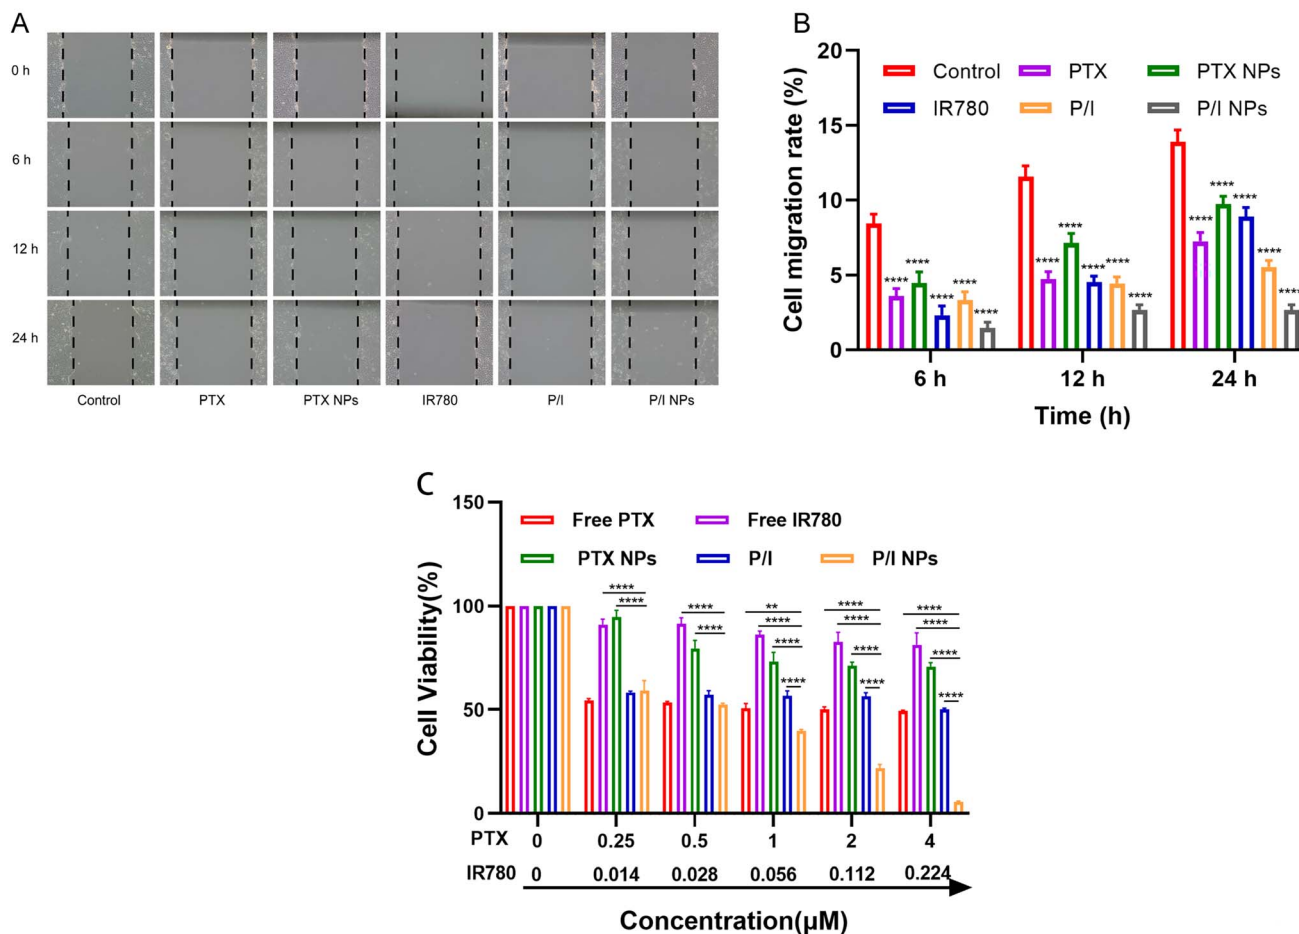 A
0 h
6 h
12 h
24 h
Control PTX PTX NPs IR780 P/I P/I NPs
B
Cell migration rate (%)
20
15
10
5
0
Control PTX PTX NPs
IR780 P/I P/I NPs
**** **** **** **** ****
**** **** **** **** ****
**** **** **** **** ****
6 h 12 h 24 h
Time (h)
C
Cell Viability(%)
150
100
50
0
Free PTX Free IR780
PTX NPs P/I P/I NPs
**** ****
**** ****
** **** **** ****
**** **** **** ****
**** **** **** ****
PTX 0 0.25 0.5 1 2 4
IR780 0 0.014 0.028 0.056 0.112 0.224
Concentration(μM)